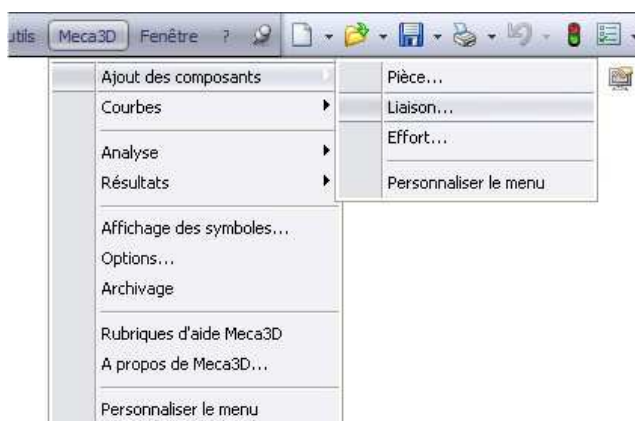 utils Meca3D Fenêtre ?
Ajout des composants
Courbes
Analyse
Résultats
Affichage des symboles...
Options...
Archivage
Rubriques d'aide Meca3D
A propos de Meca3D...
Personnaliser le menu
Pièce...
Liaison...
Effort...
Personnaliser le menu